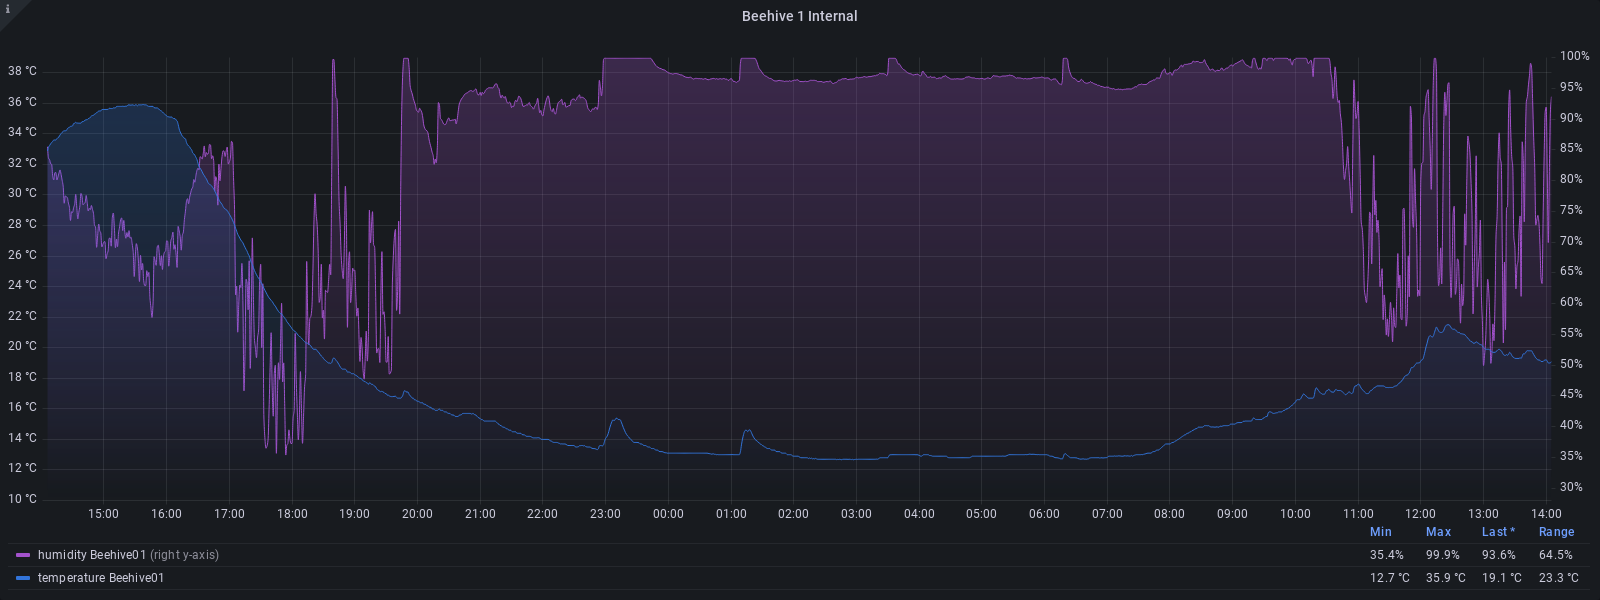 i
Beehive 1 Internal
38 °C
36 °C
34 °C
32 °C
30 °C
28 °C
26 °C
24 °C
22 °C
20 °C
18 °C
16 °C
14 °C
12 °C
10 °C
100%
95%
90%
85%
80%
75%
70%
65%
60%
55%
50%
45%
40%
35%
30%
15:00 16:00 17:00 18:00 19:00 20:00 21:00 22:00 23:00 00:00 01:00 02:00 03:00 04:00 05:00 06:00 07:00 08:00 09:00 10:00 11:00 12:00 13:00 14:00
Min Max Last * Range
humidity Beehive01 (right y-axis) 35.4% 99.9% 93.6% 64.5%
temperature Beehive01 12.7 °C 35.9 °C 19.1 °C 23.3 °C